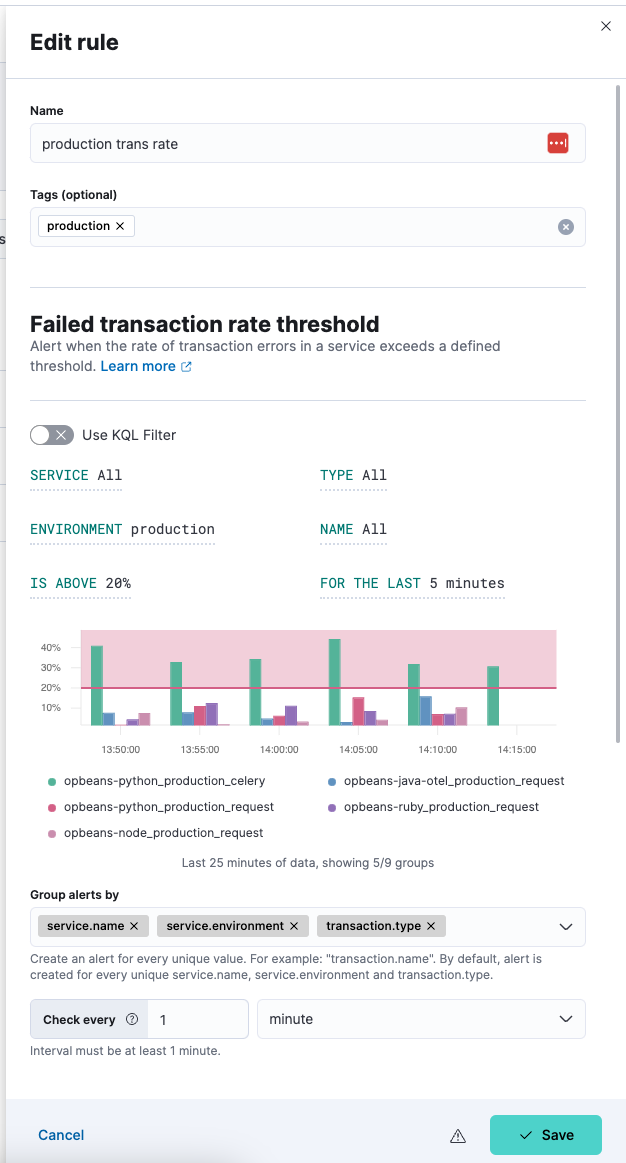 Edit rule
Name
production trans rate
Tags (optional)
production
s
Failed transaction rate threshold
Alert when the rate of transaction errors in a service exceeds a defined
threshold. Learn more
Use KQL Filter
SERVICE All
TYPE All
ENVIRONMENT production
NAME All
IS ABOVE 20%
FOR THE LAST 5 minutes
40%
30%
20%
10%
13:50:00 13:55:00 14:00:00 14:05:00 14:10:00 14:15:00
opbeans-python_production_celery
opbeans-java-otel_production_request
opbeans-python_production_request
opbeans-ruby_production_request
opbeans-node_production_request
Last 25 minutes of data, showing 5/9 groups
Group alerts by
service.name service.environment transaction.type
Create an alert for every unique value. For example: "transaction.name". By default, alert is
created for every unique service.name, service.environment and transaction.type.
Check every 1 minute
Interval must be at least 1 minute.
Cancel
Save